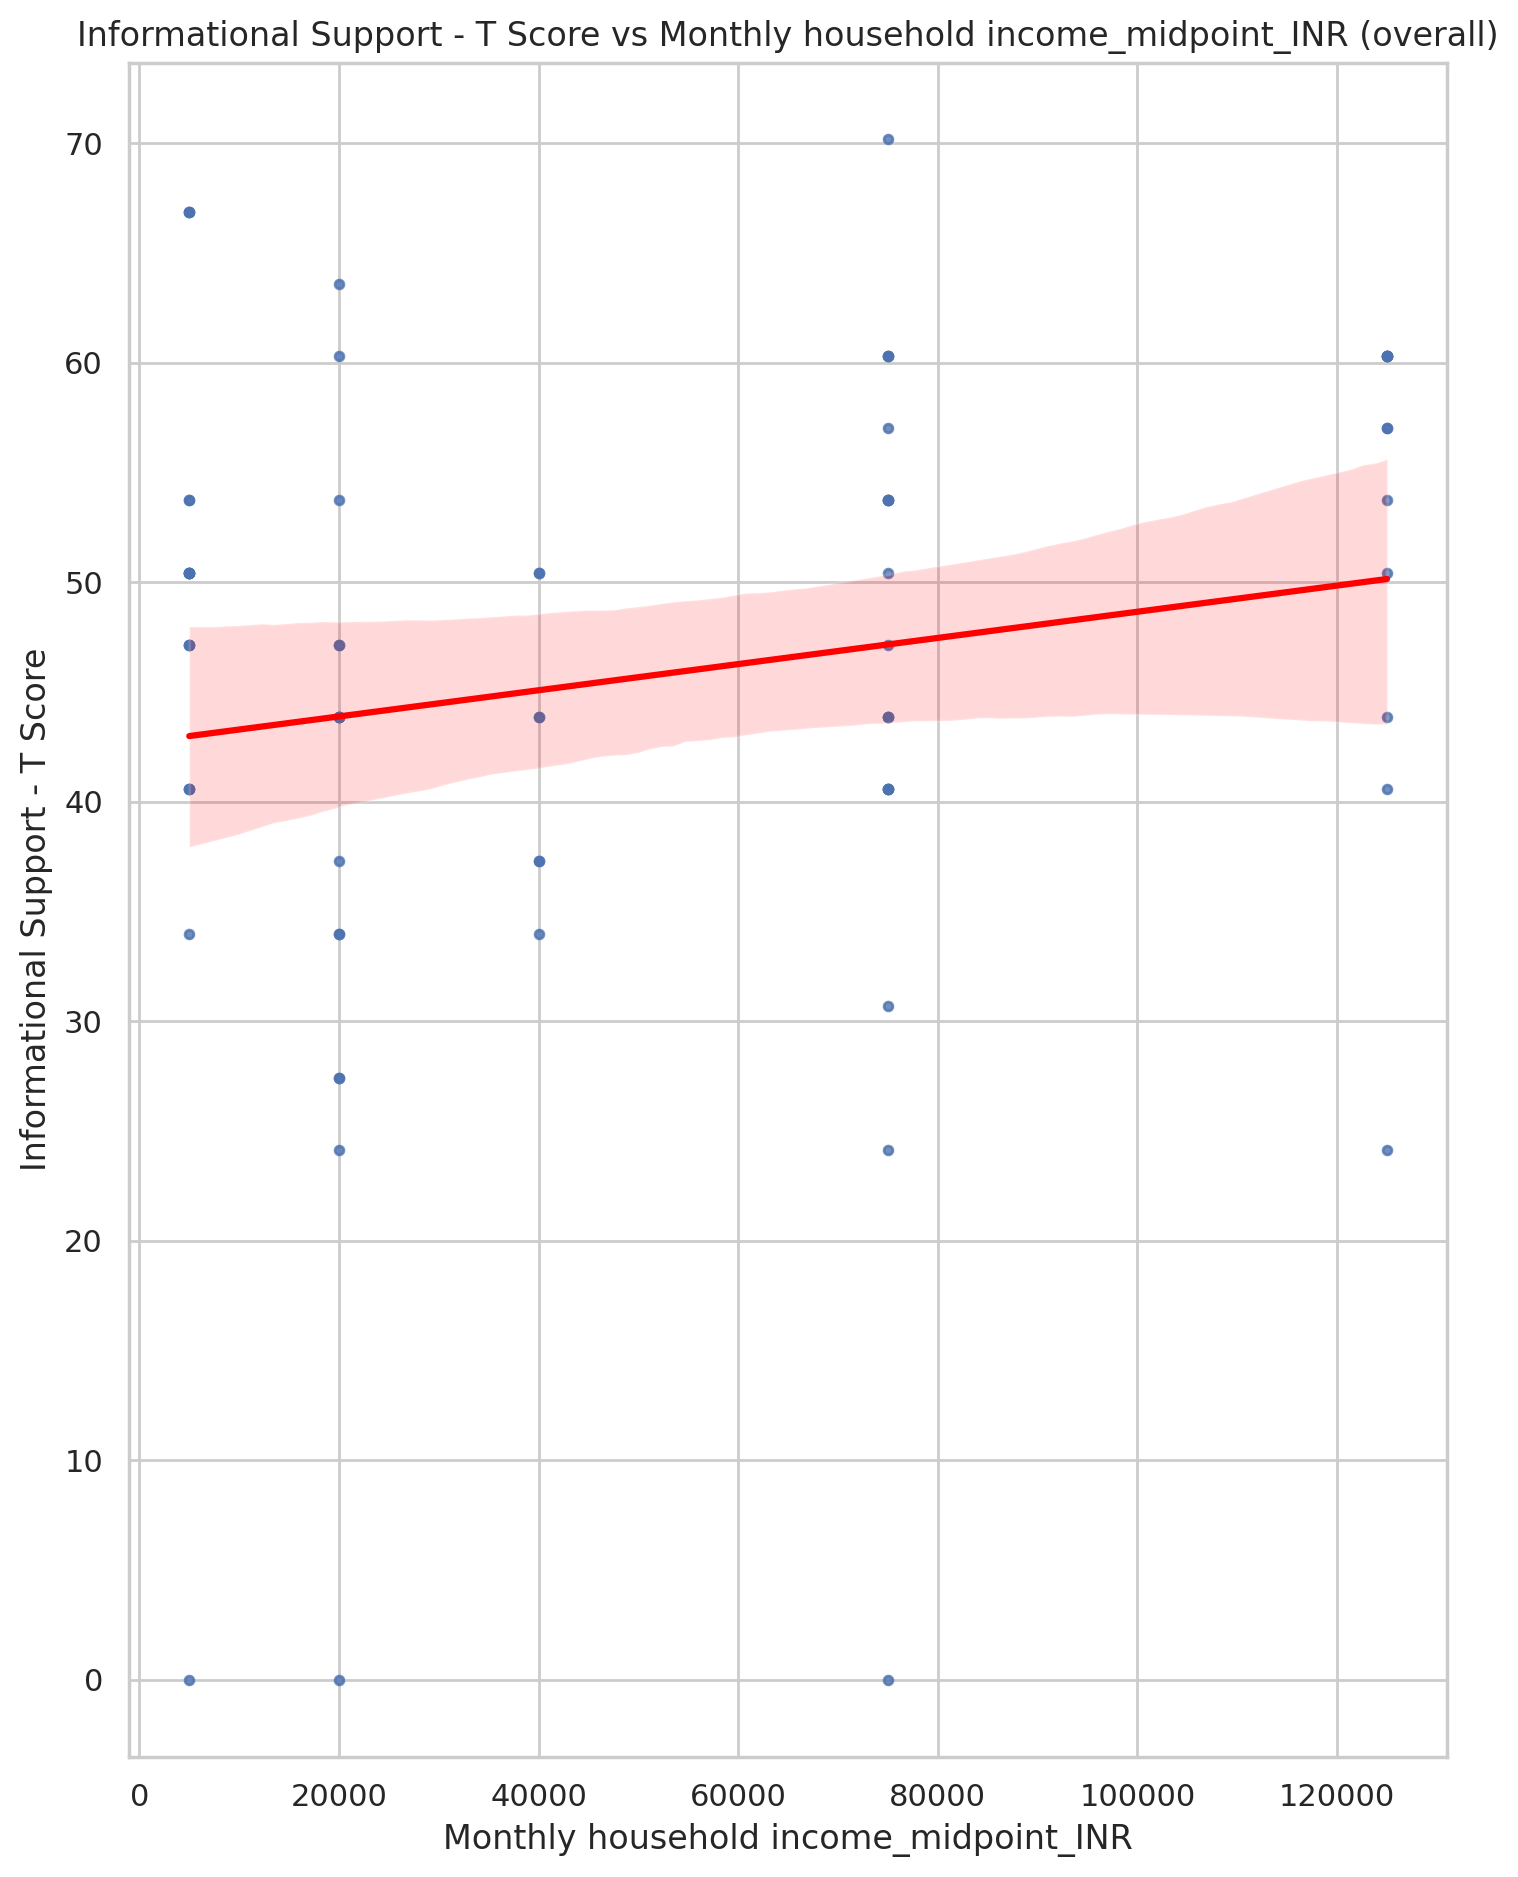 Informational Support - T Score vs Monthly household income_midpoint_INR (overall)
Informational Support - T Score
70
60
50
40
30
20
10
0
0 20000 40000 60000 80000 100000 120000
Monthly household income_midpoint_INR